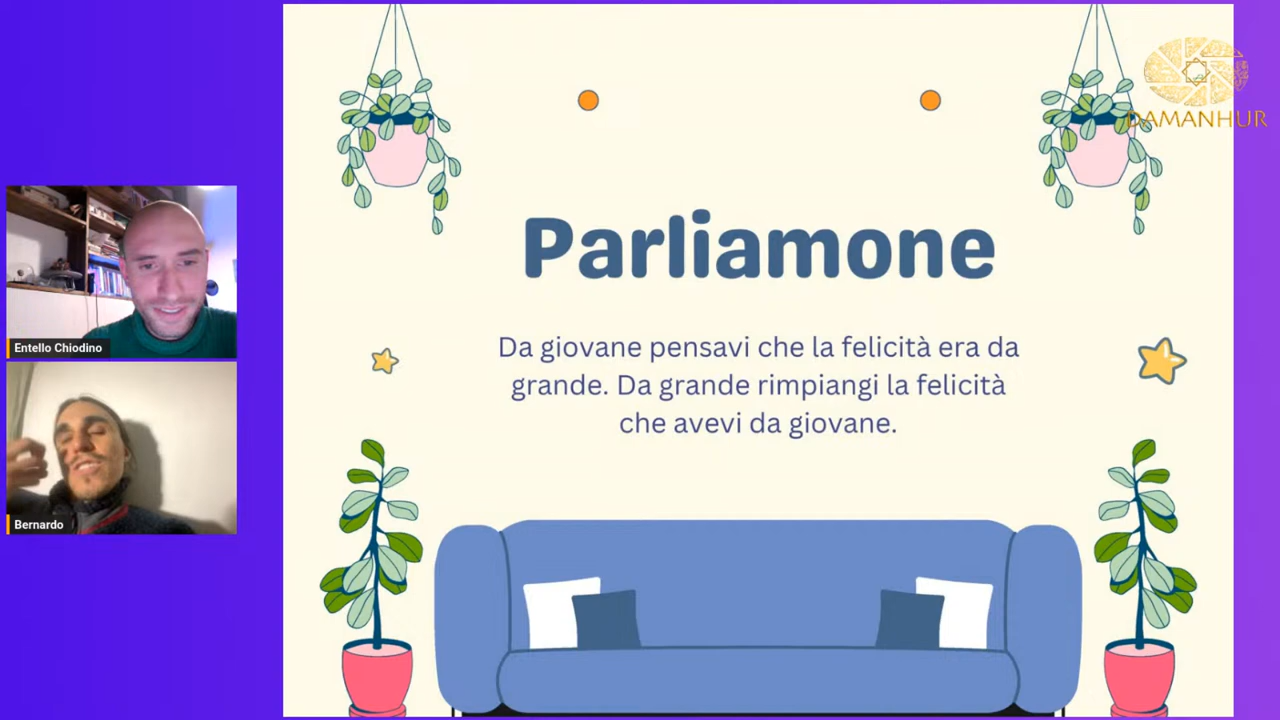 DAMANHUR
Parliamone
Da giovane pensavi che la felicità era da
grande. Da grande rimpiangi la felicità
che avevi da giovane.
Entello Chiodino
Bernardo